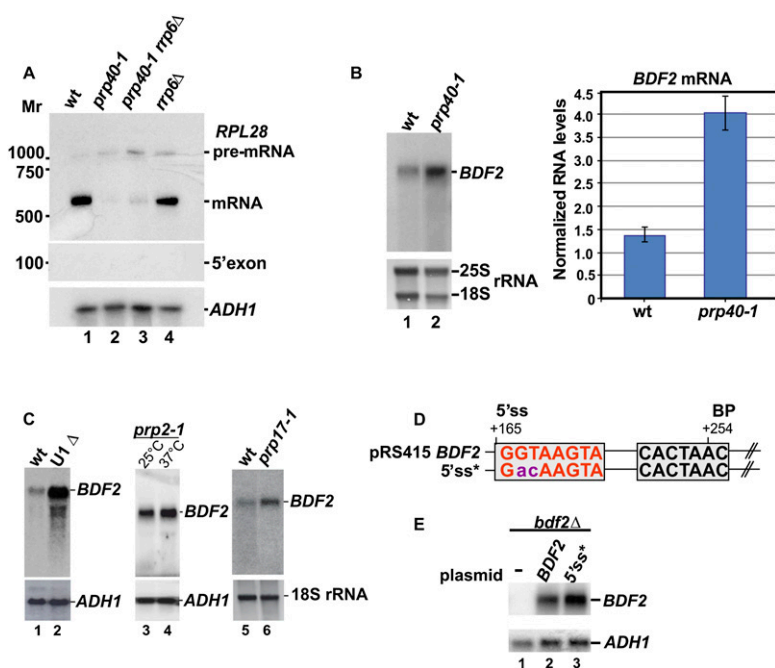 A
wt
prp40-1
prp40-1 rrp6Δ
rrp6Δ
Mr
RPL28
1000
pre-mRNA
750
mRNA
500
100
5'exon
ADH1
1 2 3 4
B
wt
prp40-1
BDF2
25S
18S
rRNA
1 2
BDF2 mRNA
Normalized RNA levels
4.5
4.0
3.5
3.0
2.5
2.0
1.5
1.0
0.5
0
wt prp40-1
C
wt
U1 Δ
BDF2
ADH1
1 2
prp2-1
25°C
37°C
BDF2
ADH1
3 4
wt
prp17-1
BDF2
18S rRNA
5 6
D
5'ss BP
+165 +254
pRS415 BDF2 GGTAAGTA CACTAAC //
5'ss* GacAAGTA CACTAAC //
E
bdf2Δ
plasmid - BDF2 5'ss*
BDF2
ADH1
1 2 3